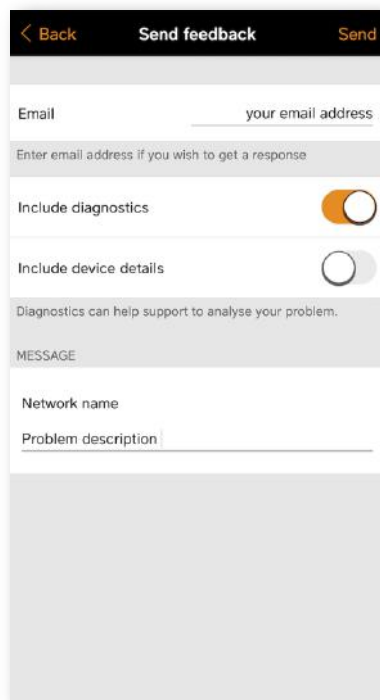 Back Send feedback Send
Email your email address
Enter email address if you wish to get a response
Include diagnostics
Include device details
Diagnostics can help support to analyse your problem.
MESSAGE
Network name
Problem description